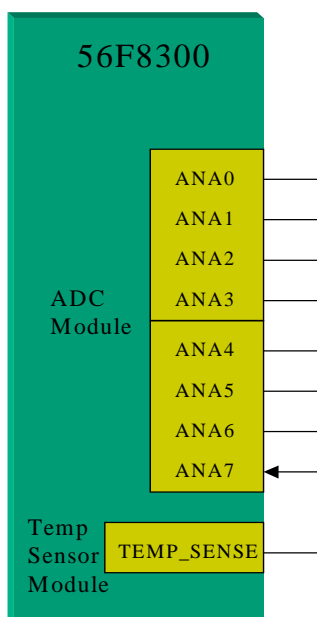 56F8300
ANA0
ANA1
ANA2
ANA3
ADC
Module
ANA4
ANA5
ANA6
ANA7
Temp
Sensor
Module
TEMP_SENSE